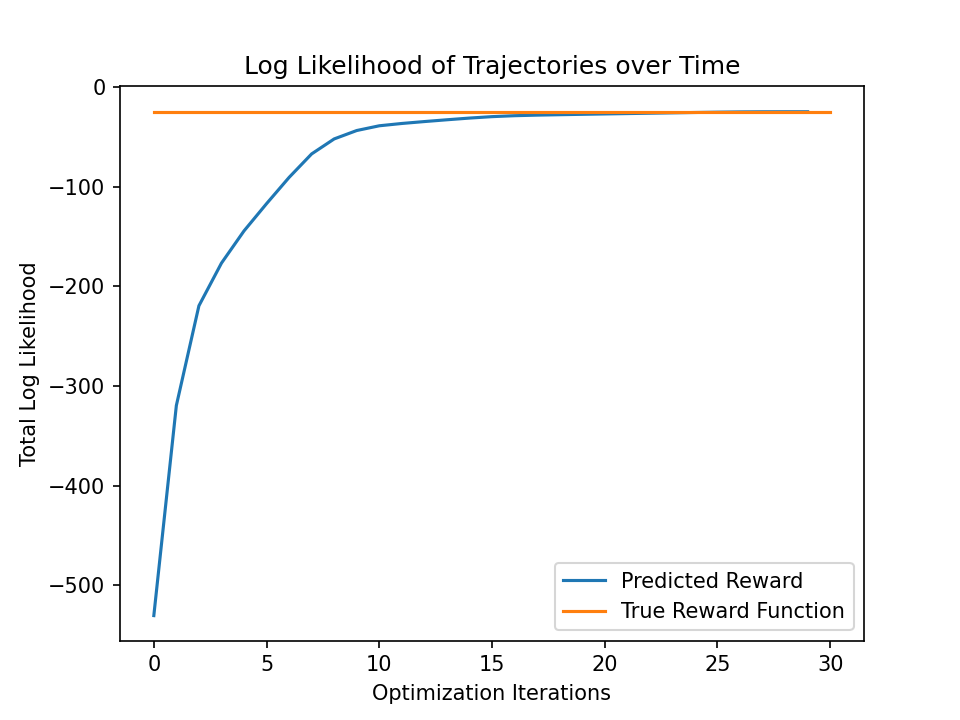 Log Likelihood of Trajectories over Time
Total Log Likelihood
0
−100
−200
−300
−400
−500
0 5 10 15 20 25 30
Optimization Iterations
Predicted Reward
True Reward Function